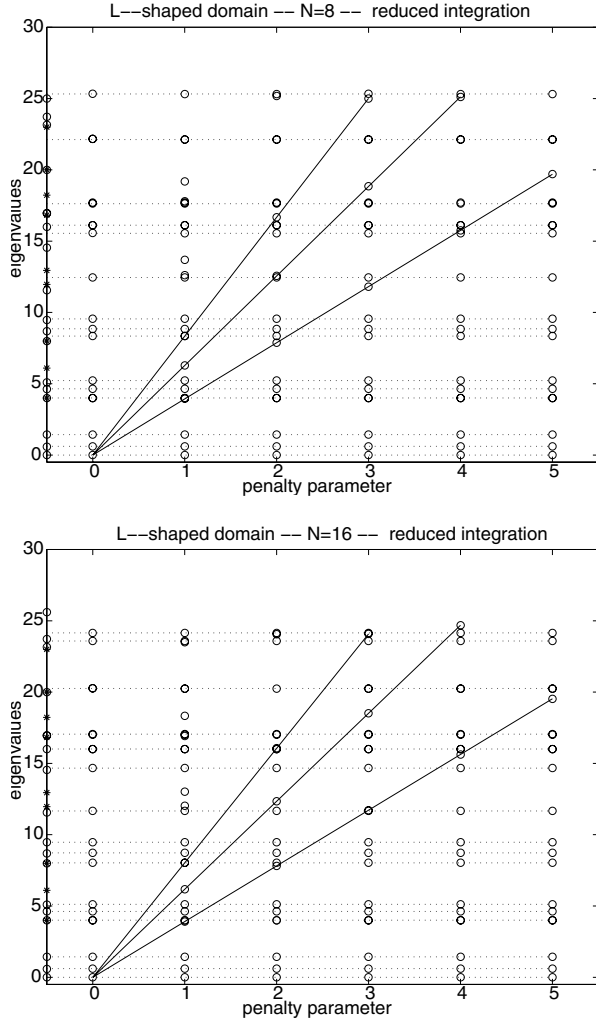 L--shaped domain -- N=8 -- reduced integration
30
25
20
15
10
5
0
eigenvalues
0 1 2 3 4 5
penalty parameter
L--shaped domain -- N=16 -- reduced integration
30
25
20
15
10
5
0
eigenvalues
0 1 2 3 4 5
penalty parameter